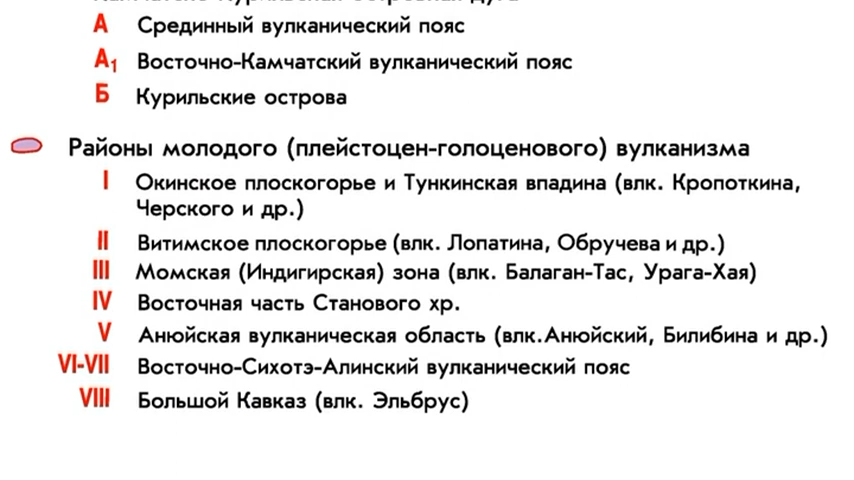 А Срединный вулканический пояс
А1 Восточно-Камчатский вулканический пояс
Б Курильские острова
Районы молодого (плейстоцен-голоценового) вулканизма
I Окинское плоскогорье и Тункинская впадина (влк. Кропоткина,
Черского и др.)
II Витимское плоскогорье (влк. Лопатина, Обручева и др.)
III Момская (Индигирская) зона (влк. Балаган-Тас, Урага-Хая)
IV Восточная часть Станового хр.
V Анюйская вулканическая область (влк.Анюйский, Билибина и др.)
VI-VII Восточно-Сихотэ-Алинский вулканический пояс
VIII Большой Кавказ (влк. Эльбрус)